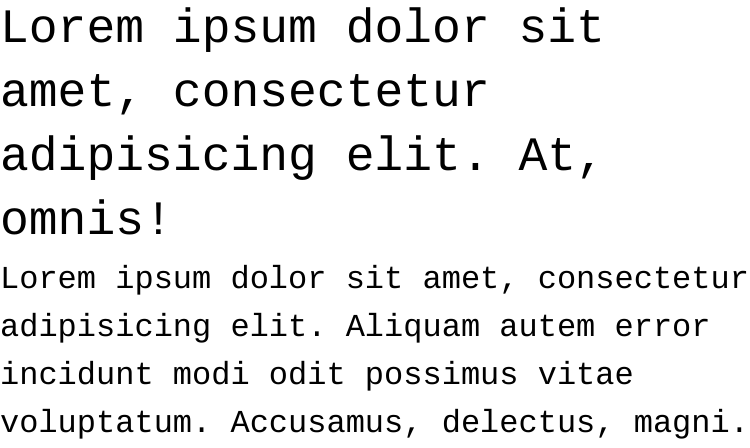 Lorem ipsum dolor sit
amet, consectetur
adipisicing elit. At,
omnis!
Lorem ipsum dolor sit amet, consectetur
adipisicing elit. Aliquam autem error
incidunt modi odit possimus vitae
voluptatum. Accusamus, delectus, magni.